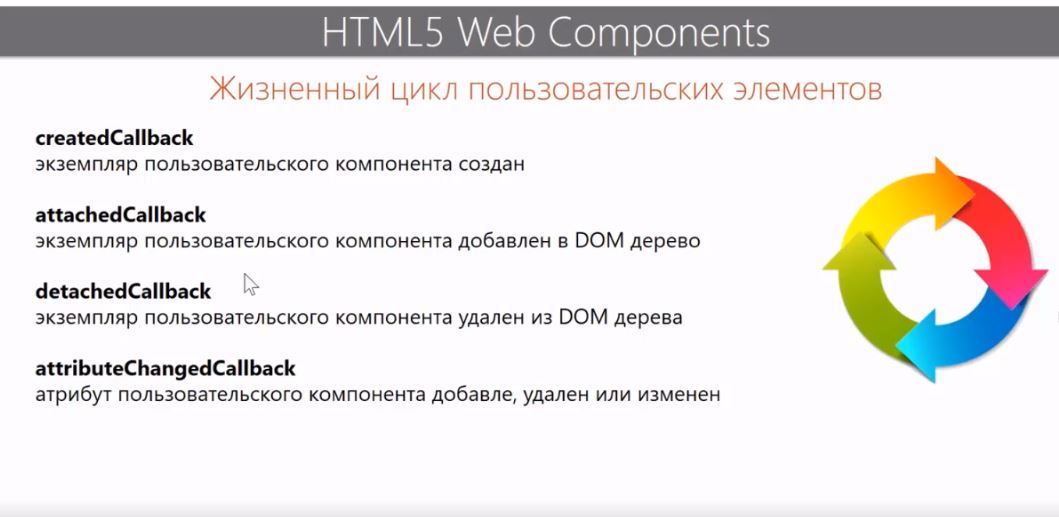 HTML5 Web Components
Жизненный цикл пользовательских элементов
createdCallback
экземпляр пользовательского компонента создан
attachedCallback
экземпляр пользовательского компонента добавлен в DOM дерево
detachedCallback
экземпляр пользовательского компонента удален из DOM дерева
attributeChangedCallback
атрибут пользовательского компонента добавле, удален или изменен